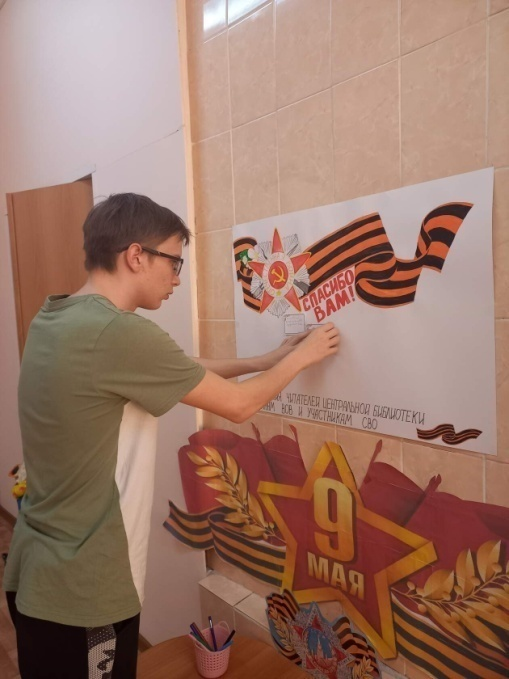 СПАСИБО
ВАМ!
ЧИТАТЕЛЕЙ ЦЕНТРАЛЬНОЙ БИБЛИОТЕКИ
ВОВ И УЧАСТНИКАМ СВО
9
МАЯ